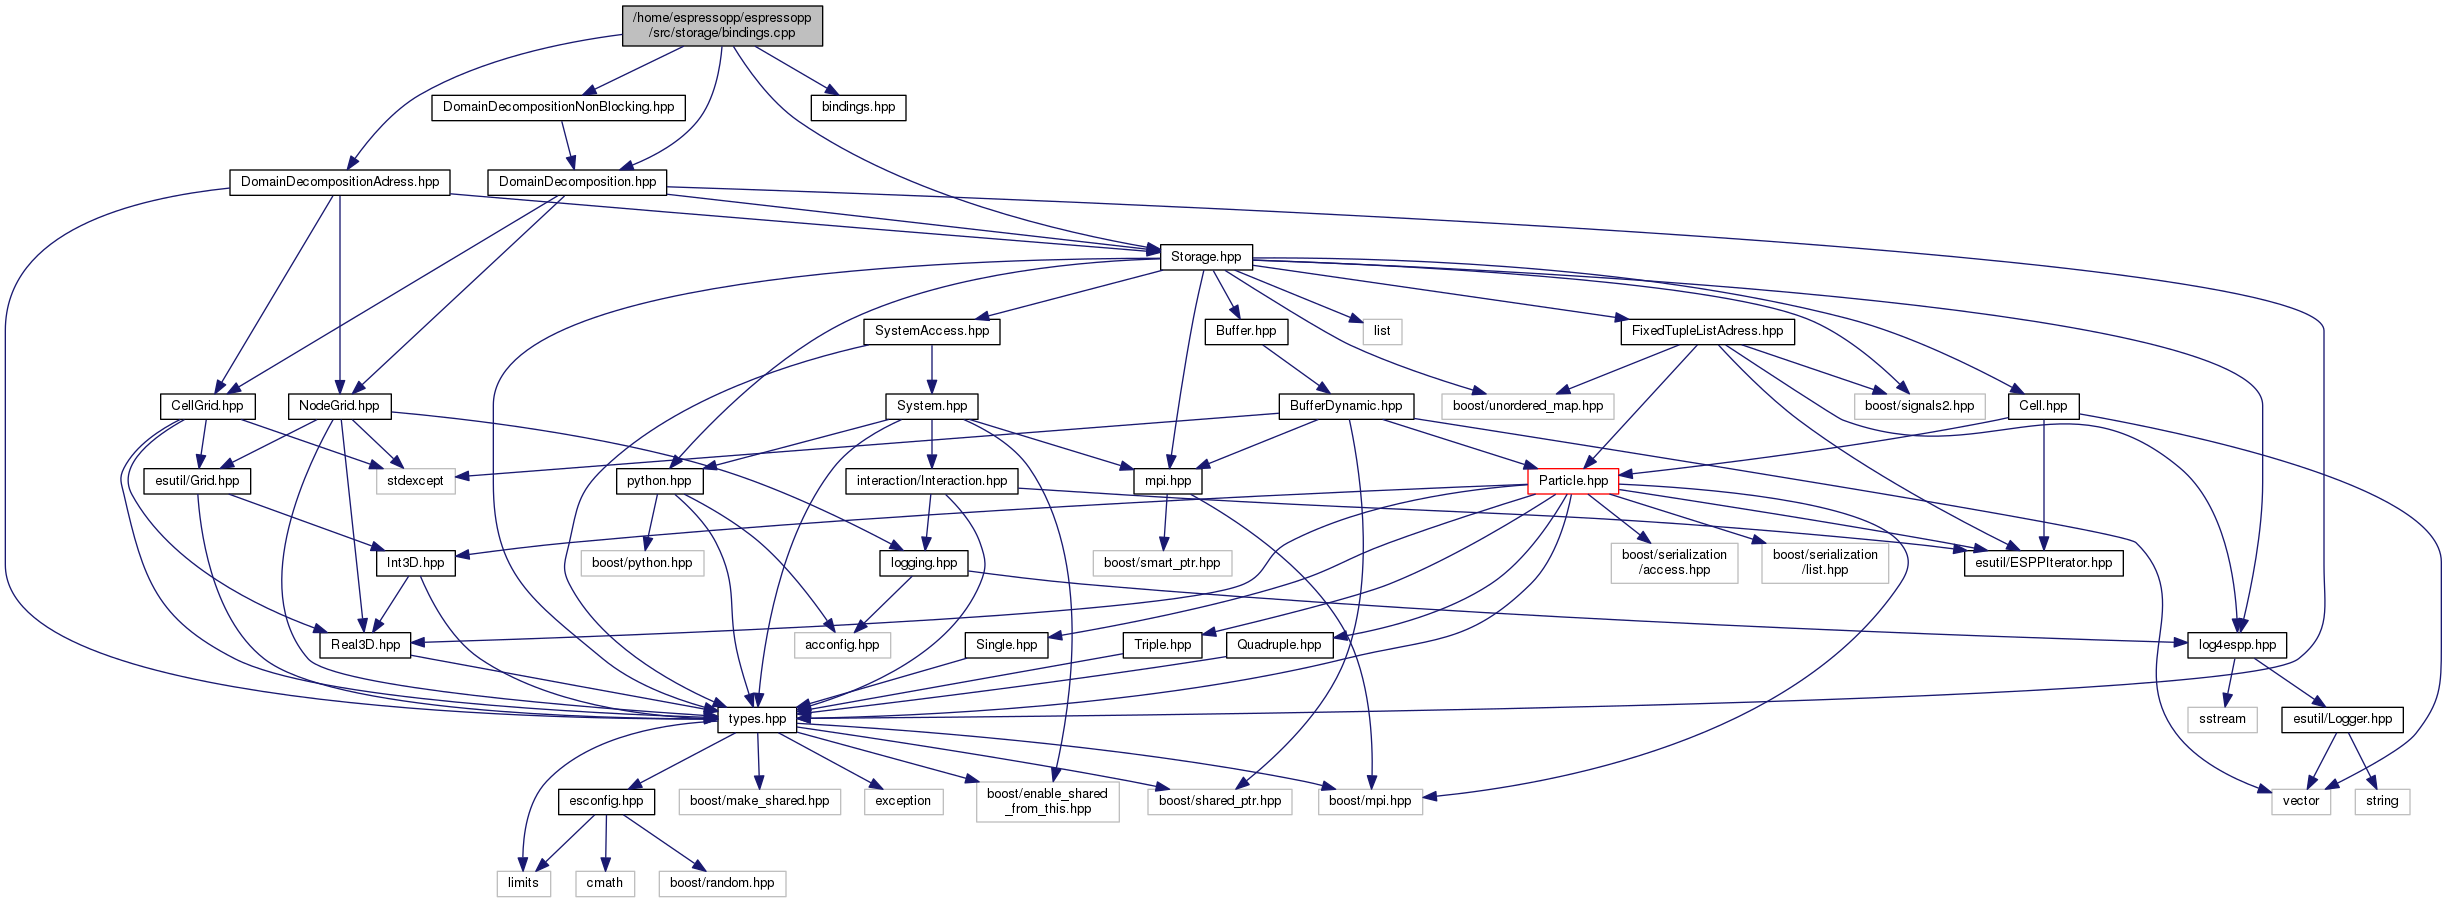 /home/espressopp/espressopp
/src/storage/bindings.cpp
DomainDecompositionNonBlocking.hpp
bindings.hpp
DomainDecompositionAdress.hpp
DomainDecomposition.hpp
Storage.hpp
SystemAccess.hpp
Buffer.hpp
list
FixedTupleListAdress.hpp
CellGrid.hpp
NodeGrid.hpp
System.hpp
BufferDynamic.hpp
boost/unordered_map.hpp
boost/signals2.hpp
Cell.hpp
esutil/Grid.hpp
stdexcept
python.hpp
interaction/Interaction.hpp
mpi.hpp
Particle.hpp
Int3D.hpp
boost/python.hpp
logging.hpp
boost/smart_ptr.hpp
boost/serialization
/access.hpp
boost/serialization
/list.hpp
esutil/ESPPIterator.hpp
Real3D.hpp
acconfig.hpp
Single.hpp
Triple.hpp
Quadruple.hpp
log4espp.hpp
types.hpp
sstream
esutil/Logger.hpp
esconfig.hpp
boost/make_shared.hpp
exception
boost/enable_shared
_from_this.hpp
boost/shared_ptr.hpp
boost/mpi.hpp
vector
string
limits
cmath
boost/random.hpp